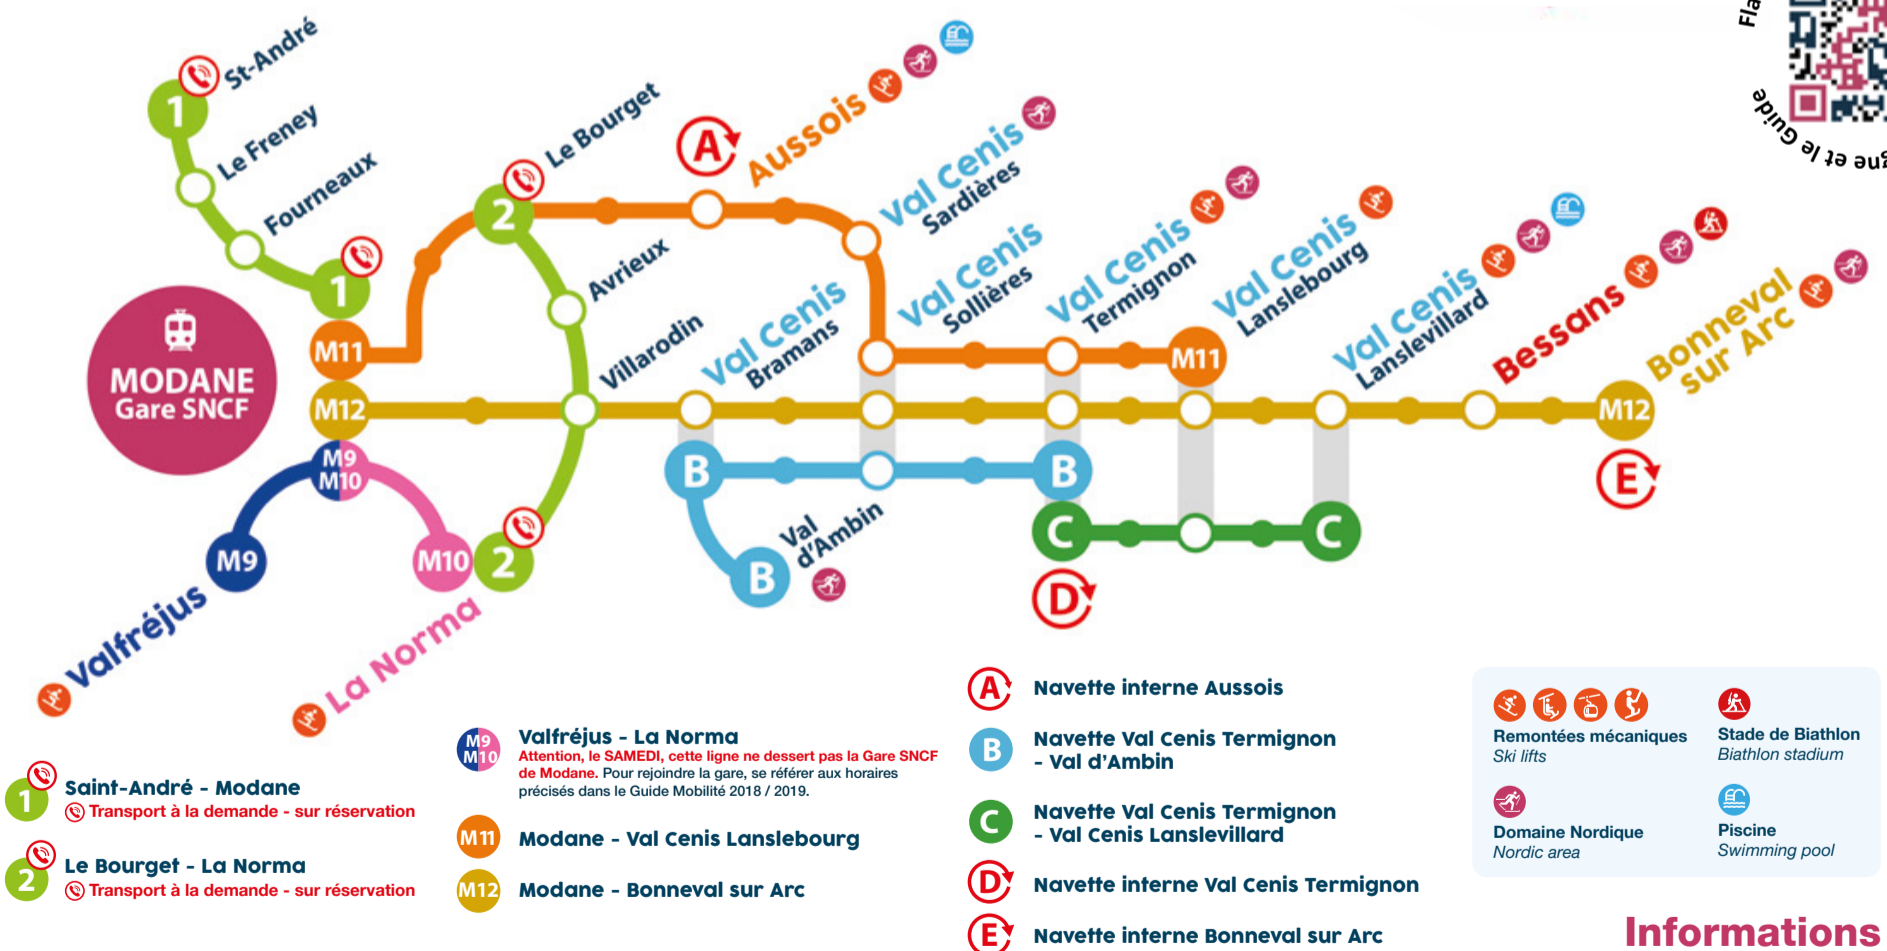 St-André
Le Freney
Fourneaux
1
1
MODANE
Gare SNCF
M11
M12
M9
M10
M9
Valfréjus
M10
La Norma
2
2
Le Bourget
Avrieux
Villarodin
A
Aussois
Val Cenis
Sardières
Val Cenis
Bramans
Val Cenis
Sollières
Val Cenis
Termignon
Val Cenis
Lanslebourg
M11
Val Cenis
Lanslevillard
Bessans
Bonneval
sur Arc
M12
E
B
B
B
Val
d'Ambin
C
C
D
Guide
1
Saint-André - Modane
Transport à la demande - sur réservation
2
Le Bourget - La Norma
Transport à la demande - sur réservation
M9
M10
Valfréjus - La Norma
Attention, le SAMEDI, cette ligne ne dessert pas la Gare SNCF
de Modane. Pour rejoindre la gare, se référer aux horaires
précisés dans le Guide Mobilité 2018 / 2019.
M11 Modane - Val Cenis Lanslebourg
M12 Modane - Bonneval sur Arc
A Navette interne Aussois
B Navette Val Cenis Termignon
- Val d'Ambin
C Navette Val Cenis Termignon
- Val Cenis Lanslevillard
D Navette interne Val Cenis Termignon
E Navette interne Bonneval sur Arc
Remontées mécaniques
Ski lifts
Stade de Biathlon
Biathlon stadium
Domaine Nordique
Nordic area
Piscine
Swimming pool
Informations